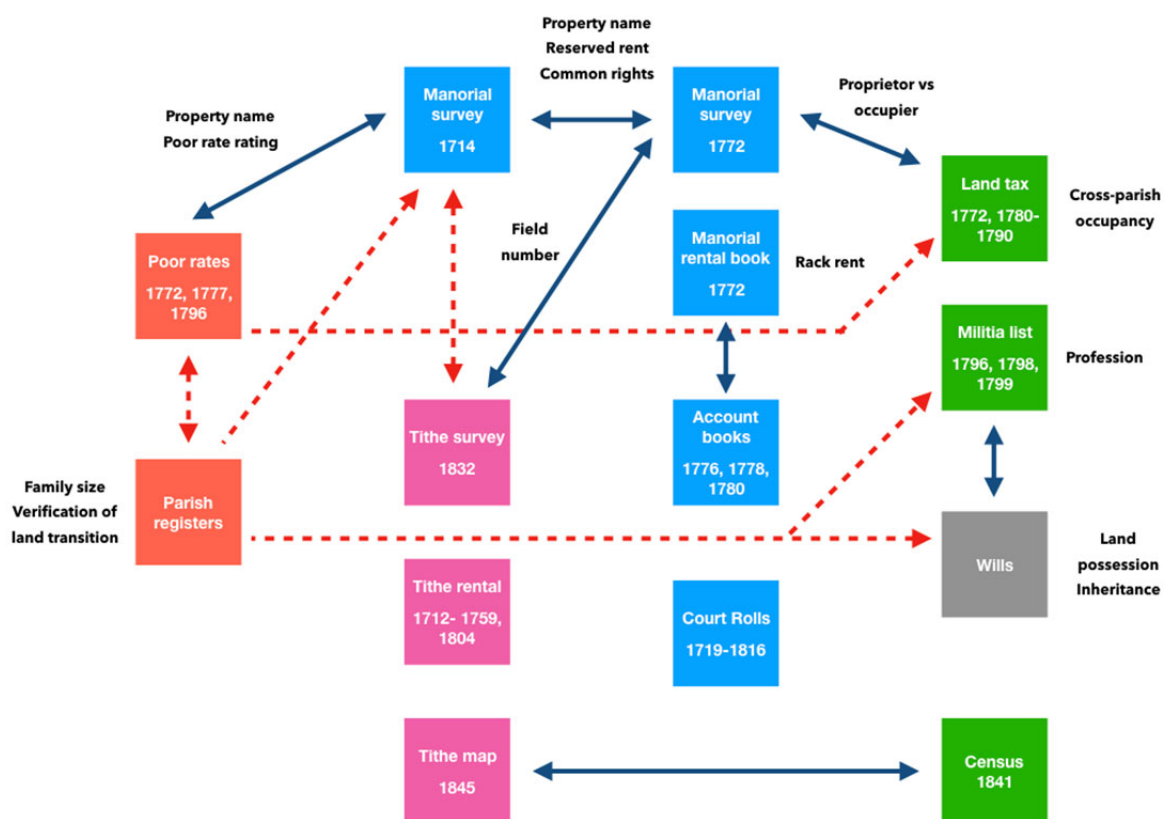 Property name
Reserved rent
Common rights
Manorial
survey
1714
Manorial
survey
1772
Proprietor vs
occupier
Property name
Poor rate rating
Land tax
1772, 1780-
1790
Cross-parish
occupancy
Field
number
Manorial
rental book
1772
Rack rent
Poor rates
1772, 1777,
1796
Militia list
1796, 1798,
1799
Profession
Tithe survey
1832
Account
books
1776, 1778,
1780
Family size
Verification of
land transition
Parish
registers
Wills
Land
possession
Inheritance
Tithe rental
1712- 1759,
1804
Court Rolls
1719-1816
Tithe map
1845
Census
1841